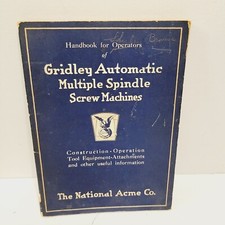 Handbook for Operators
of
Gridley Automatic
Multiple Spindle
Screw Machines
Construction - Operation
Tool Equipment - Attachments
and other useful information
The National Acme Co.